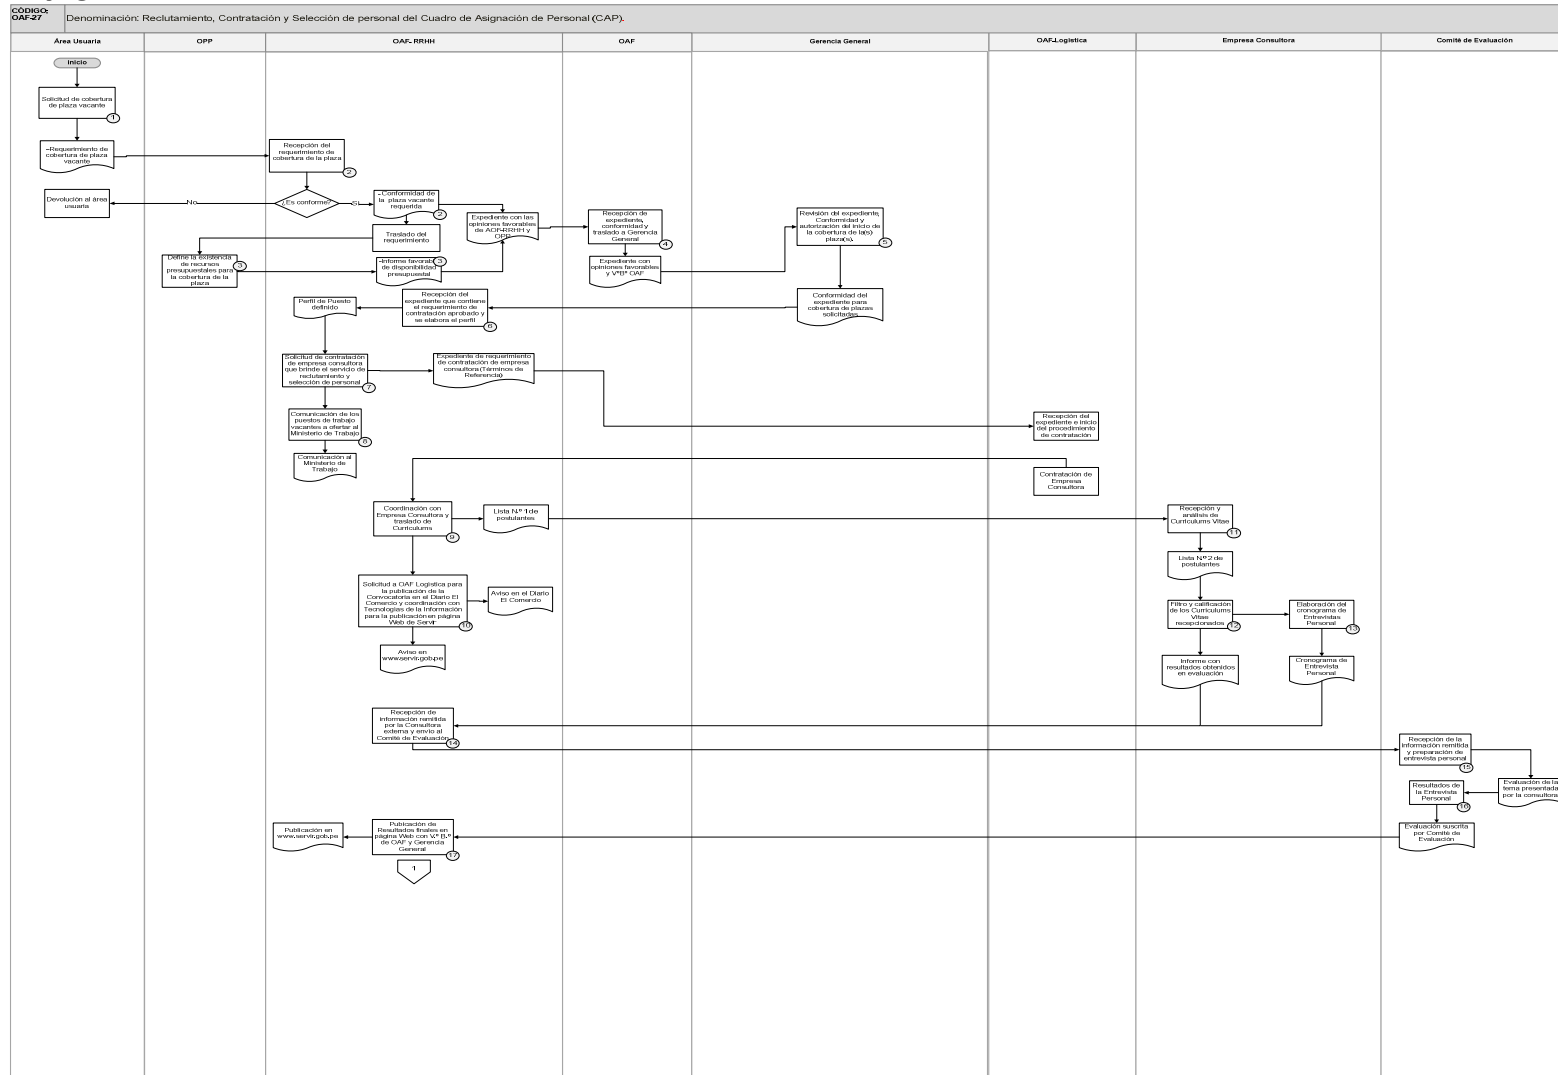 CÓDIGO:
OAF-27
Denominación: Reclutamiento, Contratación y Selección de personal del Cuadro de Asignación de Personal (CAP).
Área Usuaria
OPP
OAF- RRHH
OAF
Gerencia General
OAF-Logística
Empresa Consultora
Comité de Evaluación
Inicio
Solicitud de cobertura
de plaza vacante
1
-Requerimiento de
cobertura de plaza
vacante
Recepción del
requerimiento de
cobertura de la plaza
2
Devolución al área
usuaria
No
¿Es conforme?
Si
-Conformidad de
la plaza vacante
requerida
2
Traslado del
requerimiento
Expediente con las
opiniones favorables
de AOF-RRHH y
OPP
Recepción de
expediente,
conformidad y
traslado a Gerencia
General
4
Revisión del expediente,
Conformidad y
autorización del inicio de
la cobertura de la(s)
plaza(s).
5
Define la existencia
de recursos
presupuestales para
la cobertura de la
plaza
3
-Informe favorable
de disponibilidad
presupuestal
3
Expediente con
opiniones favorables
y V°B° OAF
Perfil de Puesto
definido
Recepción del
expediente que contiene
el requerimiento de
contratación aprobado y
se elabora el perfil
6
Conformidad del
expediente para
cobertura de plazas
solicitadas
Solicitud de contratación
de empresa consultora
que brinde el servicio de
reclutamiento y
selección de personal
7
Expediente de requerimiento
de contratación de empresa
consultora (Términos de
Referencia)
Comunicación de los
puestos de trabajo
vacantes a ofertar al
Ministerio de Trabajo
8
Recepción del
expediente e inicio
del procedimiento
de contratación
Comunicación al
Ministerio de
Trabajo
Contratación de
Empresa
Consultora
Coordinación con
Empresa Consultora y
traslado de
Curriculums
9
Lista N.º 1 de
postulantes
Recepción y
análisis de
Curriculums Vitae
11
Lista N.º 2 de
postulantes
Solicitud a OAF Logística para
la publicación de la
Convocatoria en el Diario El
Comercio y coordinación con
Tecnologías de la Información
para la publicación en página
Web de Servir
10
Aviso en el Diario
El Comercio
Filtro y calificación
de los Curriculums
Vitae
recepcionados
12
Elaboración del
cronograma de
Entrevistas
Personal
13
Aviso en
www.servir.gob.pe
Informe con
resultados obtenidos
en evaluación
Cronograma de
Entrevista
Personal
Recepción de
información remitida
por la Consultora
externa y envío al
Comité de Evaluación
14
Recepción de la
información remitida
y preparación de
entrevista personal
15
Evaluación de la
terna presentada
por la consultora
Resultados de
la Entrevista
Personal
16
Publicación en
www.servir.gob.pe
Pubicación de
Resultados finales en
página Web con V.° B.°
de OAF y Gerencia
General
17
Evaluación suscrita
por Comité de
Evaluación
1